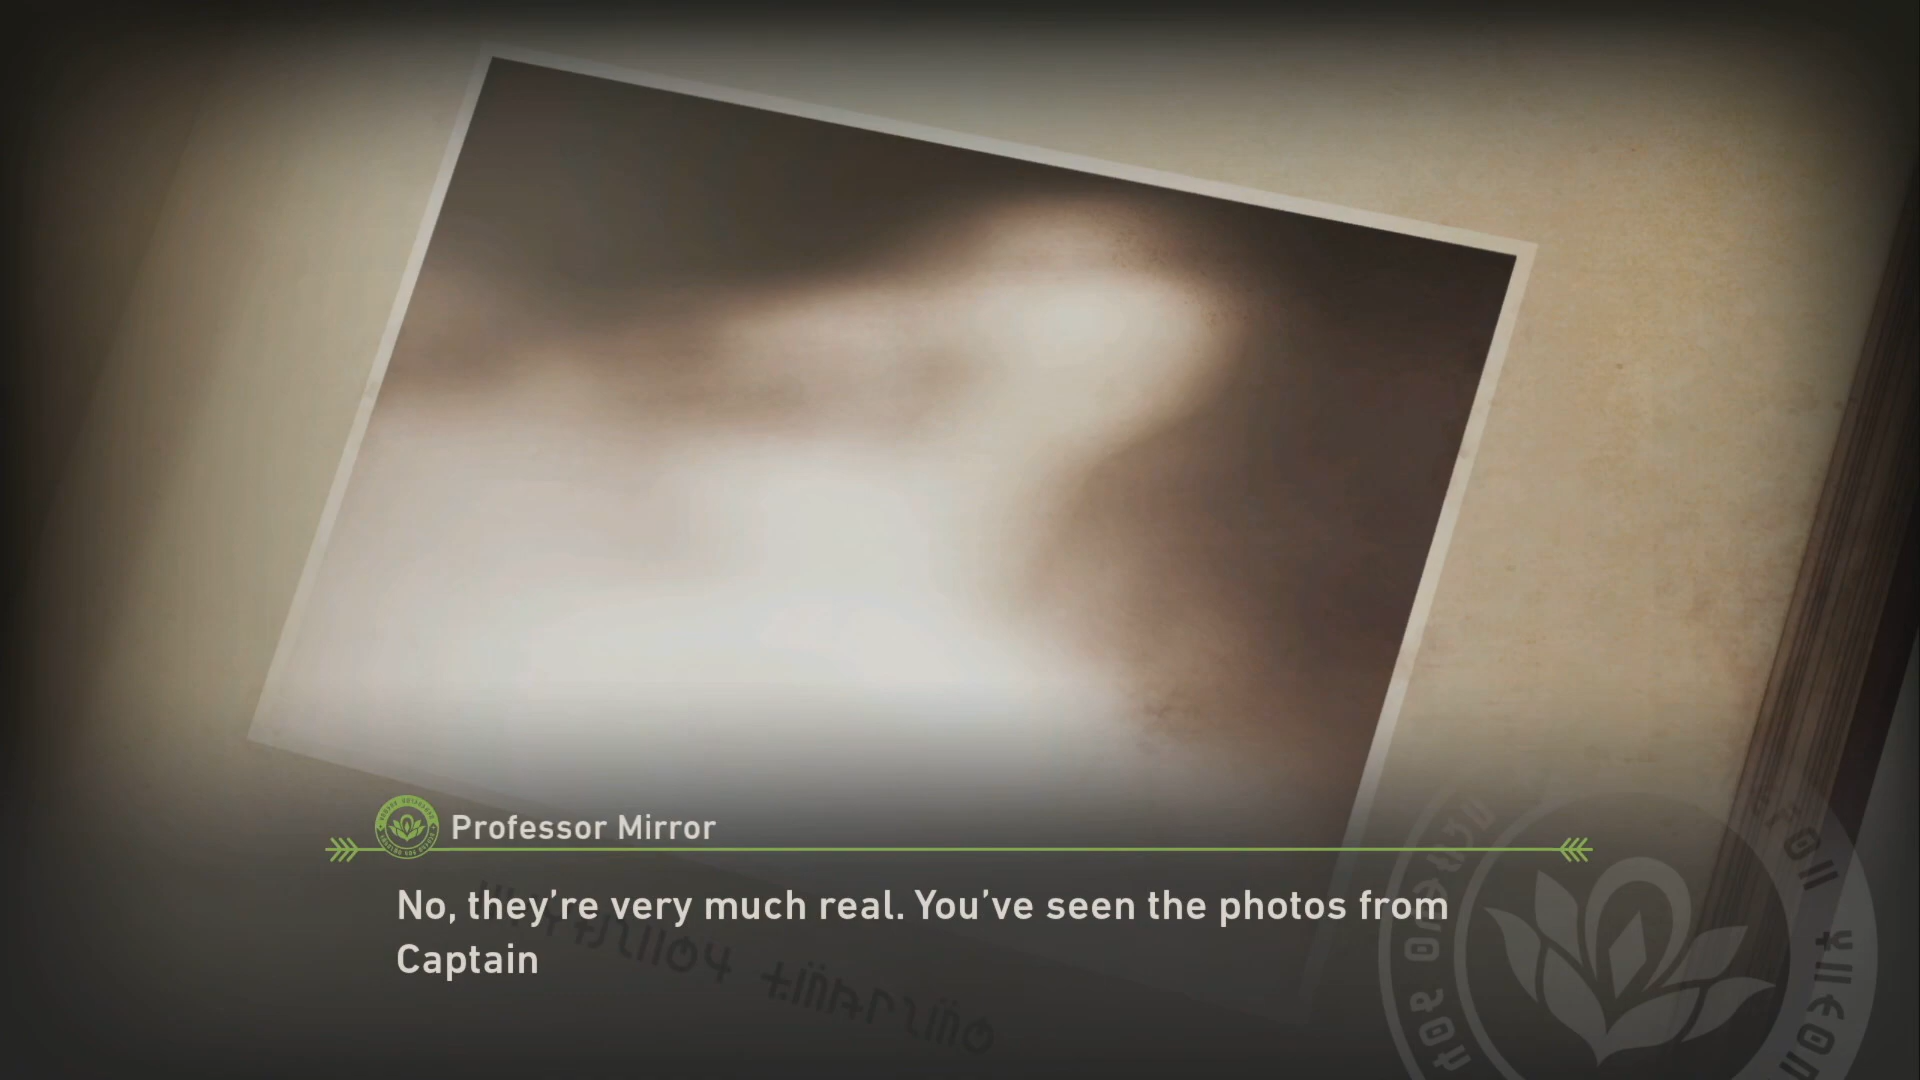 Professor Mirror
No, they’re very much real. You’ve seen the photos from
Captain